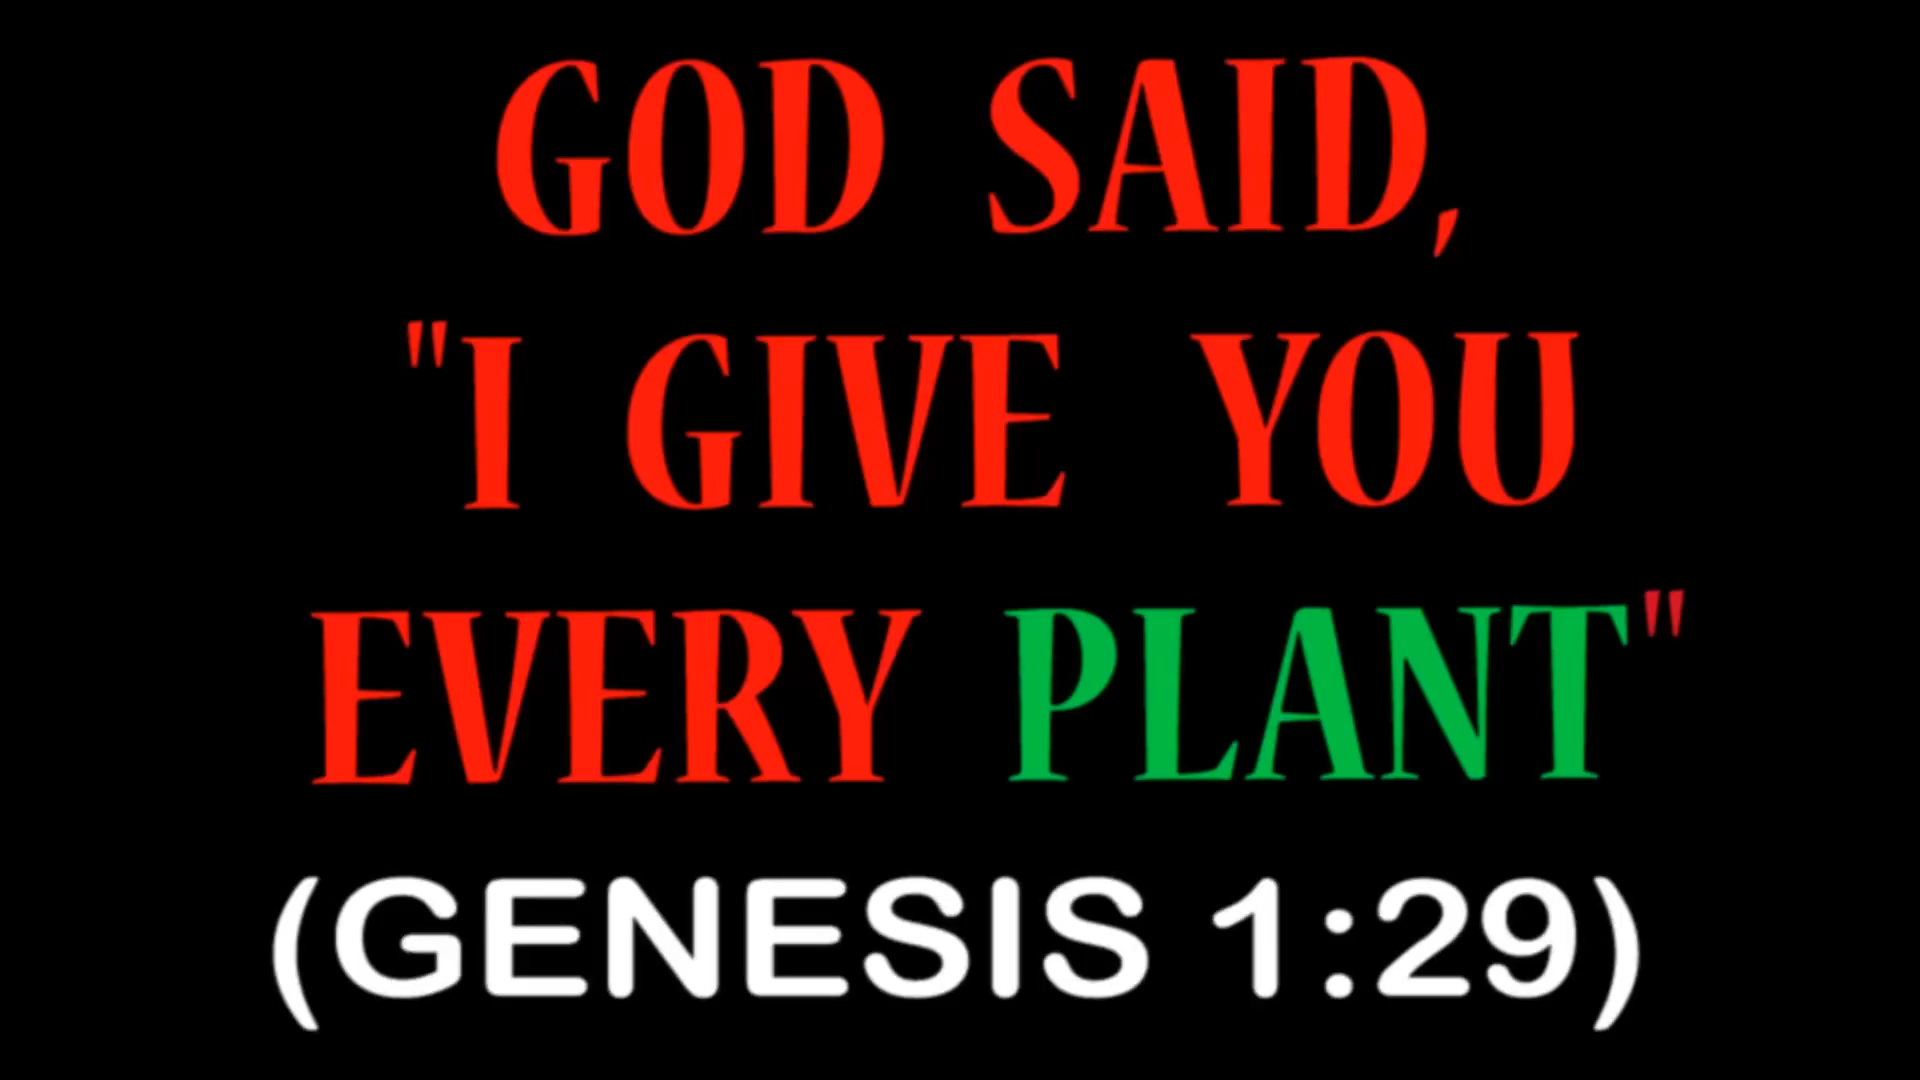 GOD SAID,
"I GIVE YOU
EVERY PLANT"
(GENESIS 1:29)